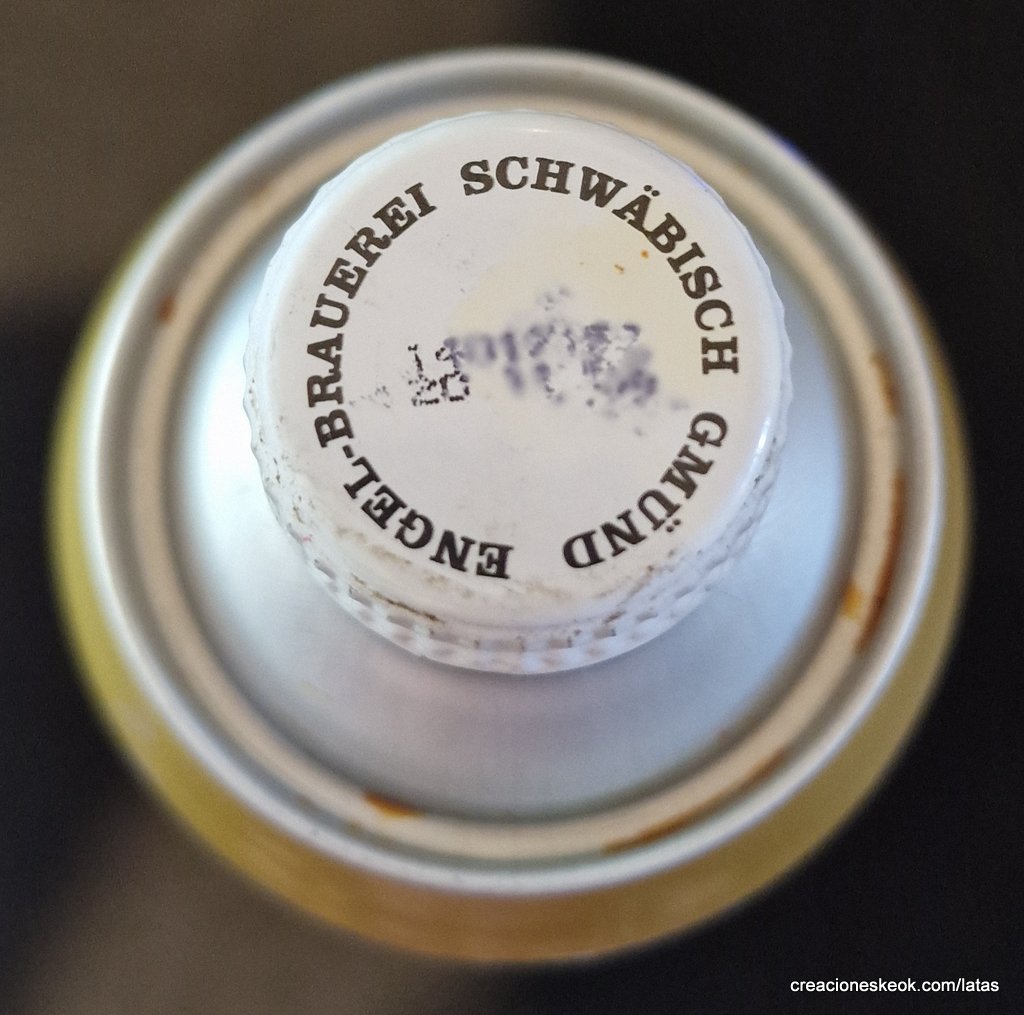 ENGEL-BRAUEREI SCHWÄBISCH GMÜND
creacioneskeok.com/latas